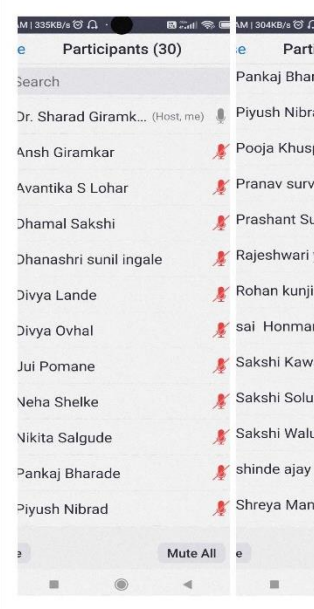 AM | 335KB/s
Participants (30)
Search
Dr. Sharad Giramk... (Host, me)
Ansh Giramkar
Avantika S Lohar
Dhamal Sakshi
Dhanashri sunil ingale
Divya Lande
Divya Ovhal
Jui Pomane
Neha Shelke
Nikita Salgude
Pankaj Bharade
Piyush Nibrad
Mute All
AM | 304KB/s
Parti
Pankaj Bhar
Piyush Nibra
Pooja Khusp
Pranav surv
Prashant Su
Rajeshwari
Rohan kunji
sai Honmar
Sakshi Kaw
Sakshi Solu
Sakshi Walu
shinde ajay
Shreya Man